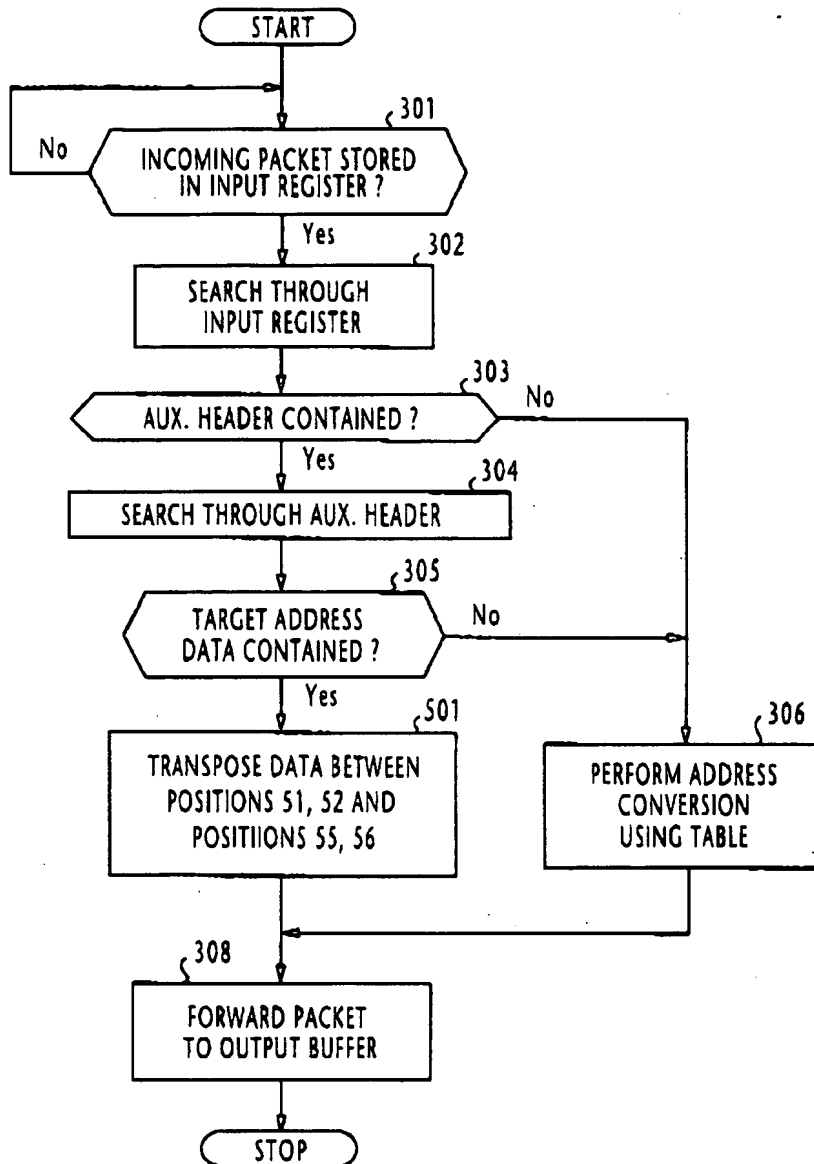 START
301
No
INCOMING PACKET STORED
IN INPUT REGISTER ?
Yes
302
SEARCH THROUGH
INPUT REGISTER
303
No
AUX. HEADER CONTAINED ?
Yes
304
SEARCH THROUGH AUX. HEADER
305
TARGET ADDRESS
DATA CONTAINED ?
No
Yes
501
306
TRANSPOSE DATA BETWEEN
POSITIONS 51, 52 AND
POSITIIONS 55, 56
PERFORM ADDRESS
CONVERSION
USING TABLE
308
FORWARD PACKET
TO OUTPUT BUFFER
STOP